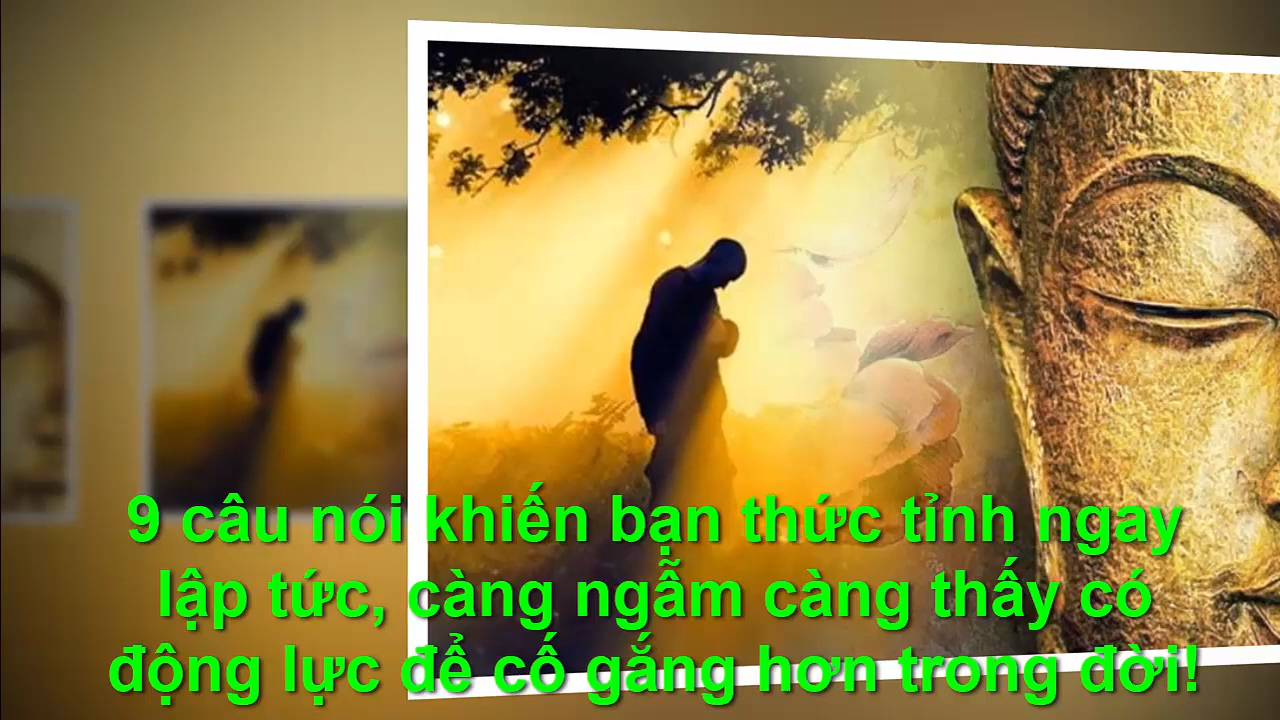 9 câu nói khiến bạn thức tỉnh ngay
lập tức, càng ngẫm càng thấy có
động lực để cố gắng hơn trong đời!